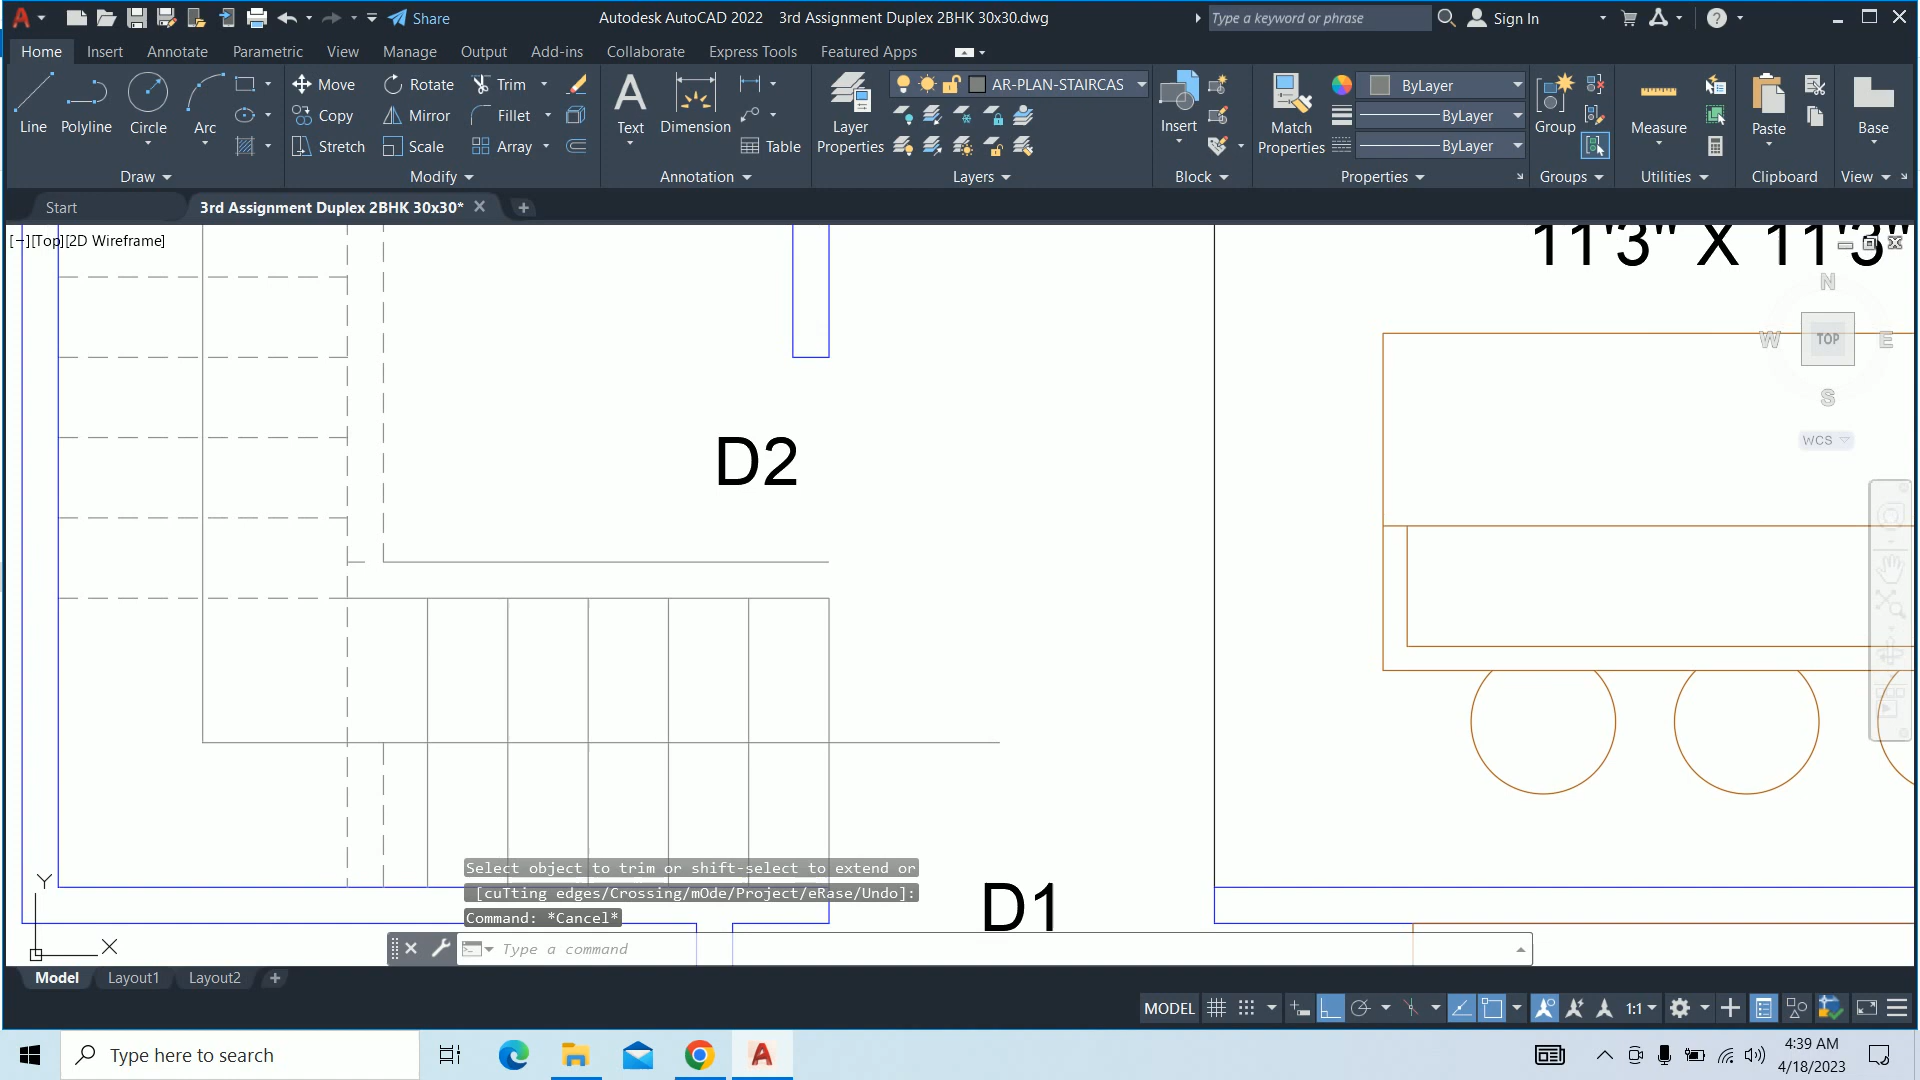 Share
Autodesk AutoCAD 2022 3rd Assignment Duplex 2BHK 30x30.dwg
Type a keyword or phrase
Sign In
Home Insert Annotate Parametric View Manage Output Add-ins Collaborate Express Tools Featured Apps
Line Polyline Circle Arc
Draw
Move Rotate Trim
Copy Mirror Fillet
Stretch Scale Array
Modify
Text Dimension Table
Annotation
Layer Properties
AR-PLAN-STAIRCAS
Layers
Insert
Block
Match Properties
ByLayer
ByLayer
ByLayer
Properties
Group
Groups
Measure
Utilities
Paste
Clipboard
Base
View
Start
3rd Assignment Duplex 2BHK 30x30*
[−][Top][2D Wireframe]
11'3" X 11'3"
N
W TOP E
S
WCS
D2
D1
Select object to trim or shift-select to extend or
[cuTting edges/Crossing/mOde/Project/eRase/Undo]:
Command: *Cancel*
Type a command
Y
X
Model Layout1 Layout2
MODEL
1:1
Type here to search
4:39 AM
4/18/2023